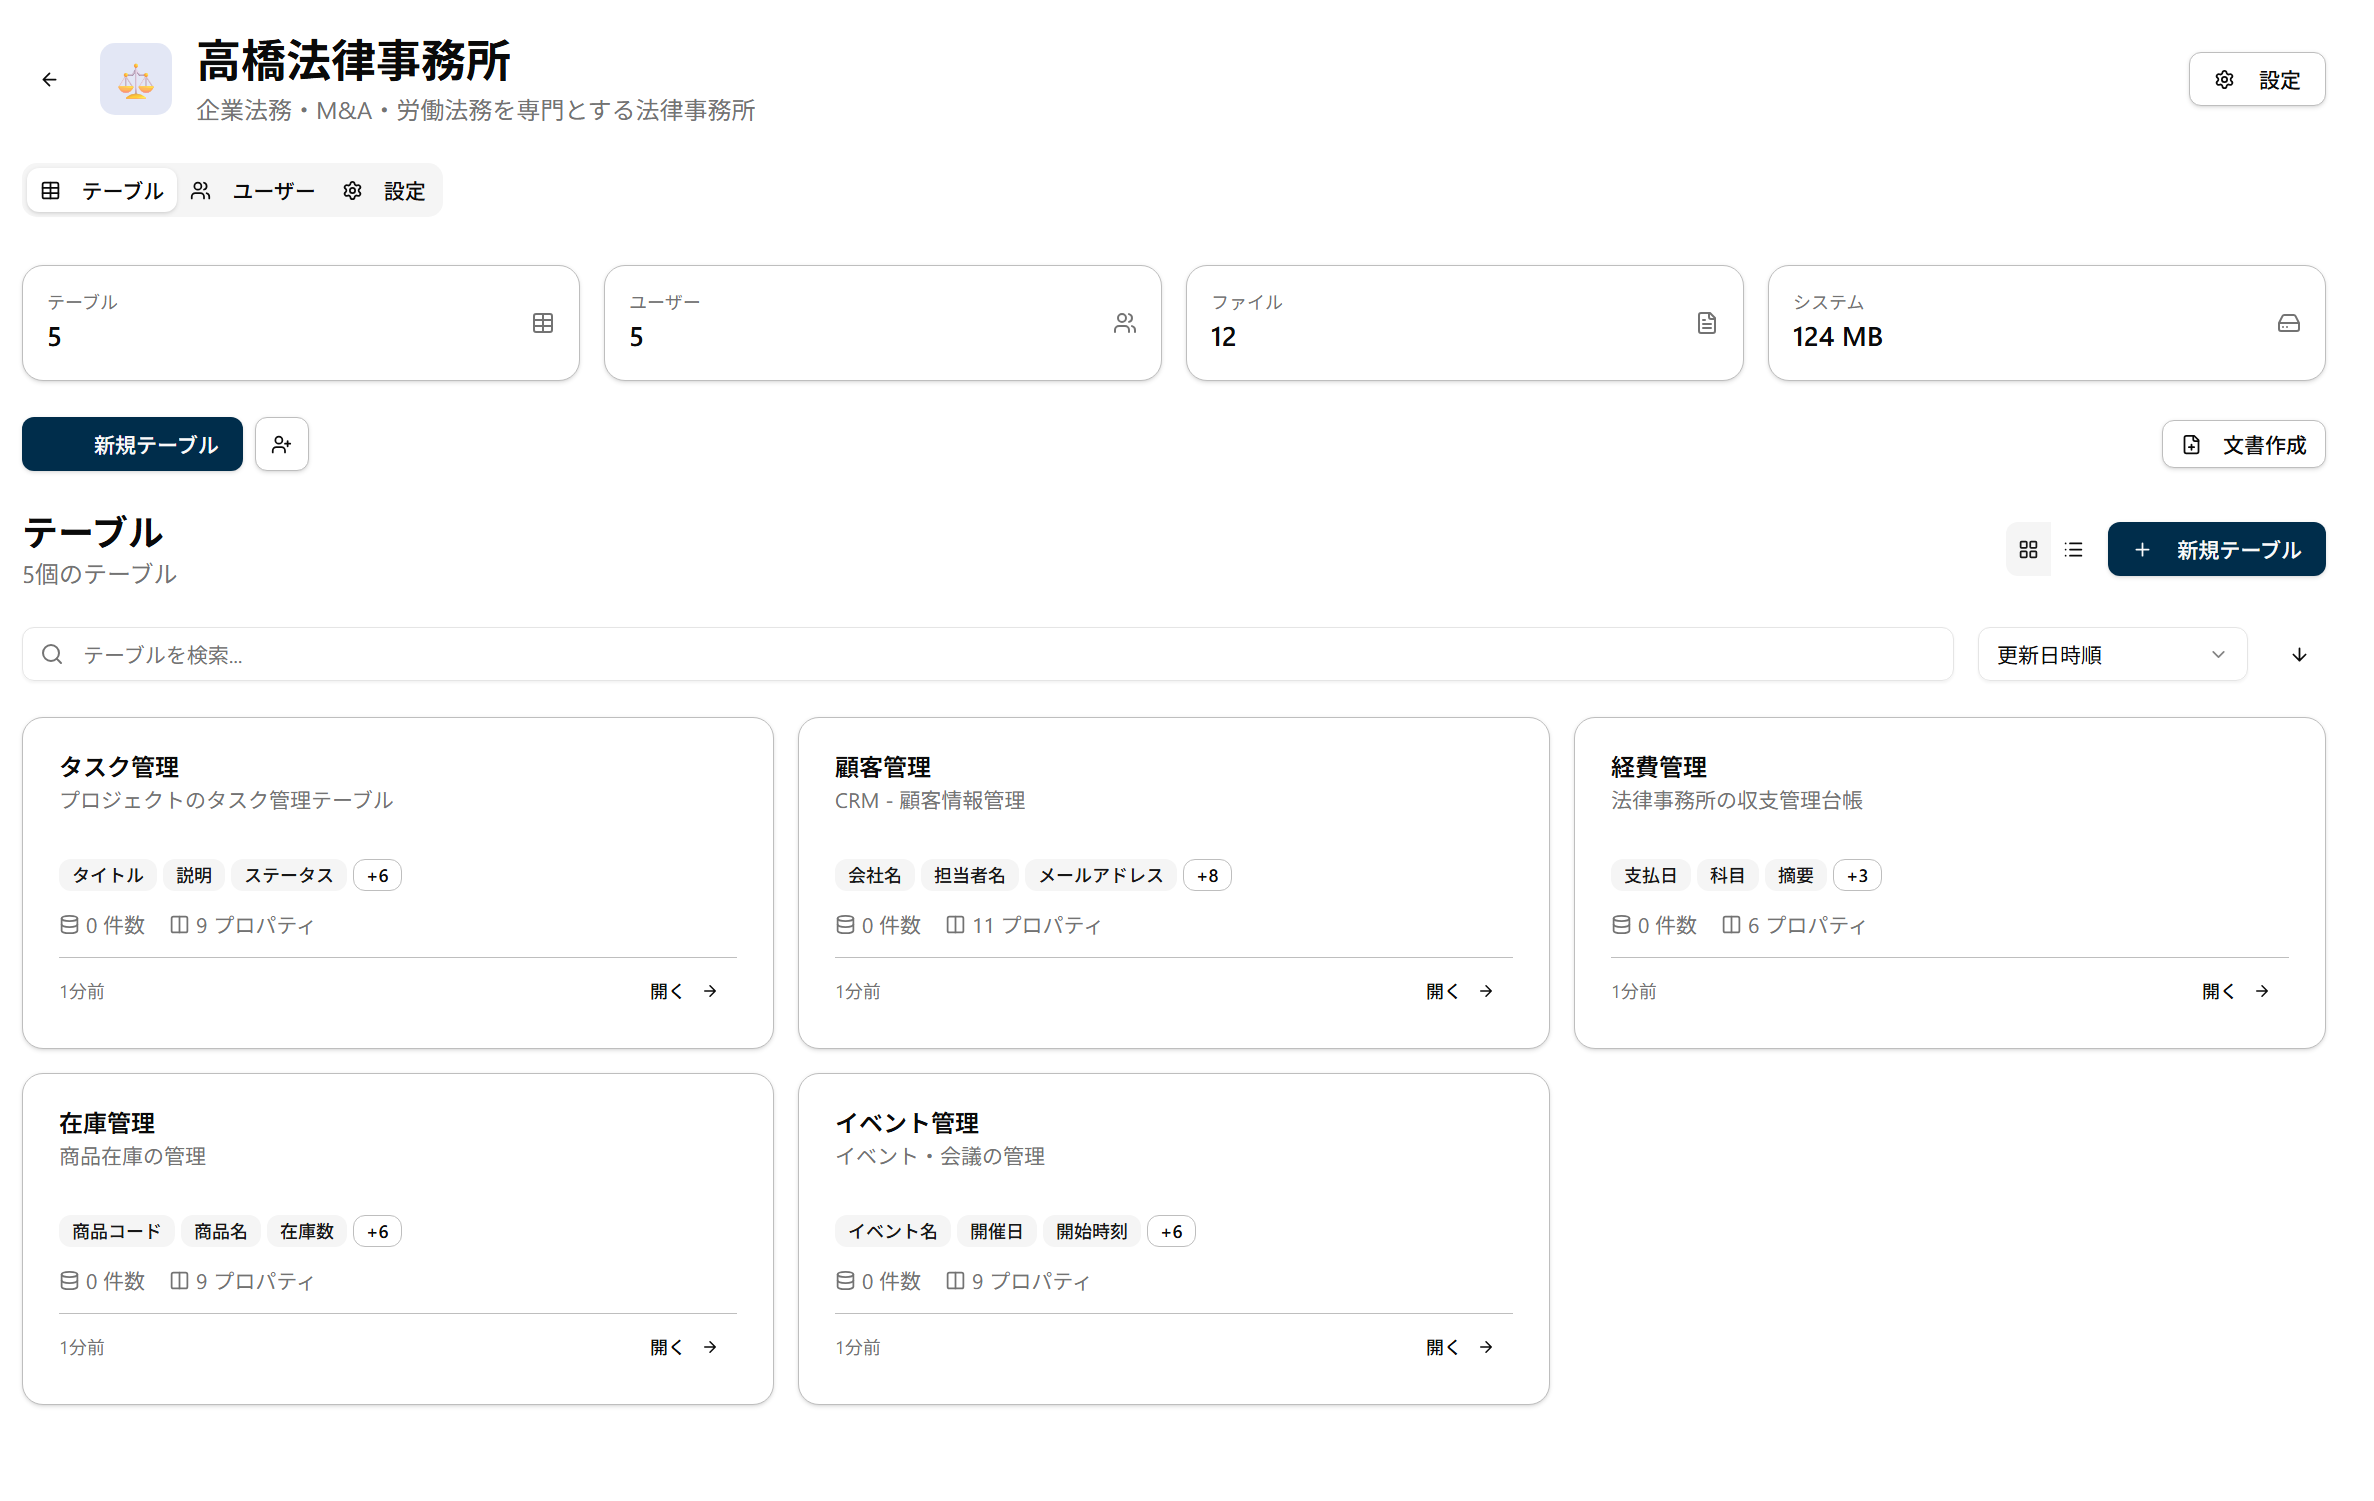 高橋法律事務所
企業法務・M&A・労働法務を専門とする法律事務所
設定
テーブル ユーザー 設定
テーブル
5
ユーザー
5
ファイル
12
システム
124 MB
新規テーブル
文書作成
テーブル
5個のテーブル
新規テーブル
テーブルを検索...
更新日時順
タスク管理
プロジェクトのタスク管理テーブル
タイトル 説明 ステータス +6
0 件数 9 プロパティ
1分前 開く
顧客管理
CRM - 顧客情報管理
会社名 担当者名 メールアドレス +8
0 件数 11 プロパティ
1分前 開く
経費管理
法律事務所の収支管理台帳
支払日 科目 摘要 +3
0 件数 6 プロパティ
1分前 開く
在庫管理
商品在庫の管理
商品コード 商品名 在庫数 +6
0 件数 9 プロパティ
1分前 開く
イベント管理
イベント・会議の管理
イベント名 開催日 開始時刻 +6
0 件数 9 プロパティ
1分前 開く